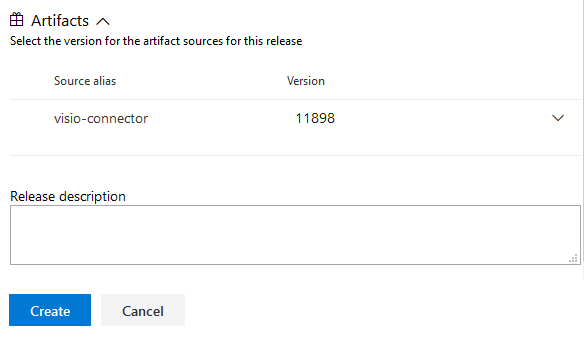 Artifacts
Select the version for the artifact sources for this release
Source alias Version
visio-connector 11898
Release description
Create Cancel